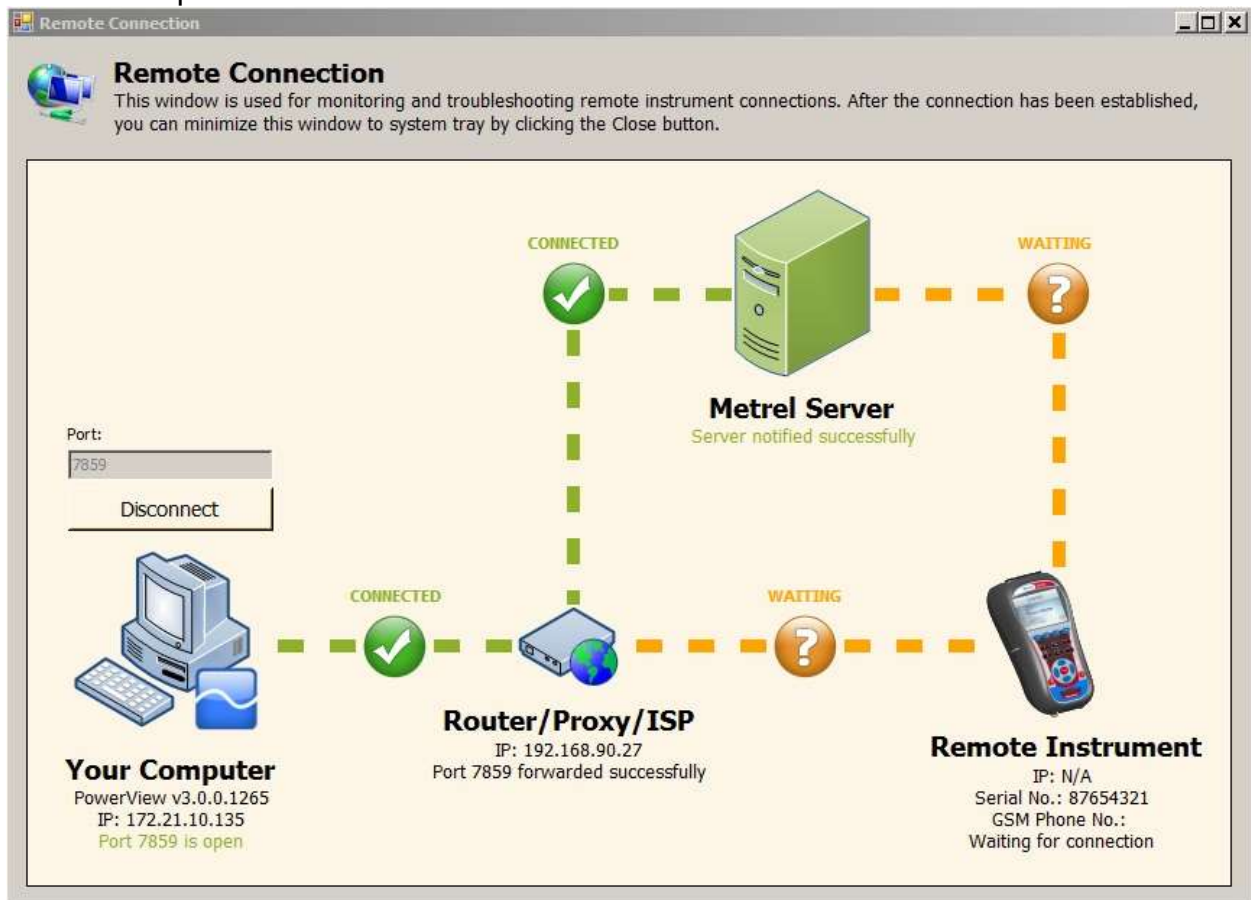 Remote Connection
Remote Connection
This window is used for monitoring and troubleshooting remote instrument connections. After the connection has been established,
you can minimize this window to system tray by clicking the Close button.
CONNECTED
WAITING
Metrel Server
Server notified successfully
Port:
7859
Disconnect
CONNECTED
WAITING
Router/Proxy/ISP
IP: 192.168.90.27
Port 7859 forwarded successfully
Your Computer
PowerView v3.0.0.1265
IP: 172.21.10.135
Port 7859 is open
Remote Instrument
IP: N/A
Serial No.: 87654321
GSM Phone No.:
Waiting for connection